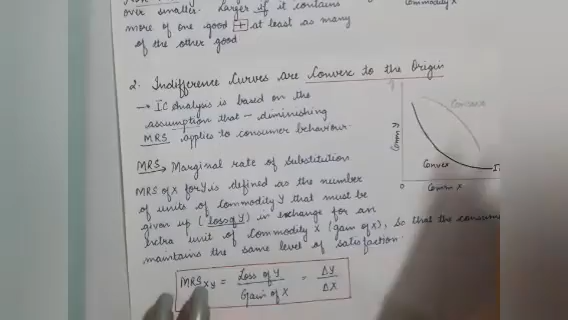 over smaller. Larger if it contains
more of one good + at least as many
of the other good
Commodity X
2. Indifference Curves are Convex to the Origin
→ IC Analysis is based on the
assumption that - diminishing
MRS applies to consumer behaviour.
MRS → Marginal rate of Substitution
MRS of X for Y is defined as the number
of units of commodity Y that must be
given up (loss of Y) in exchange for an
extra unit of commodity X (gain of X), so that the consum
maintains the same level of satisfaction.
MRSxy = Loss of Y / Gain of X = ΔY / ΔX
Comm Y
Concave
Convex
I
0 Comm X